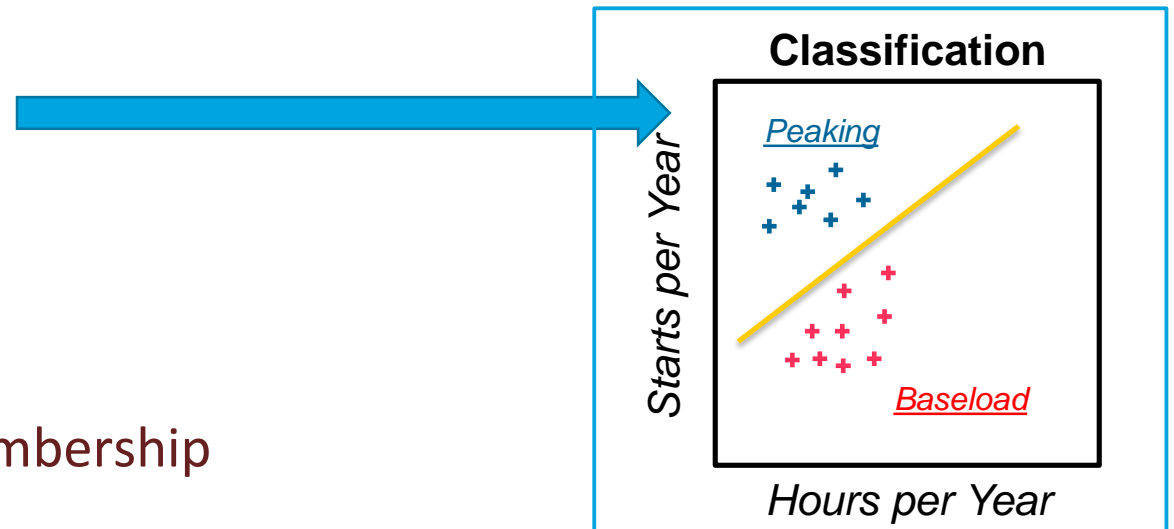 Classification
Peaking
Starts per Year
Baseload
mbership
Hours per Year